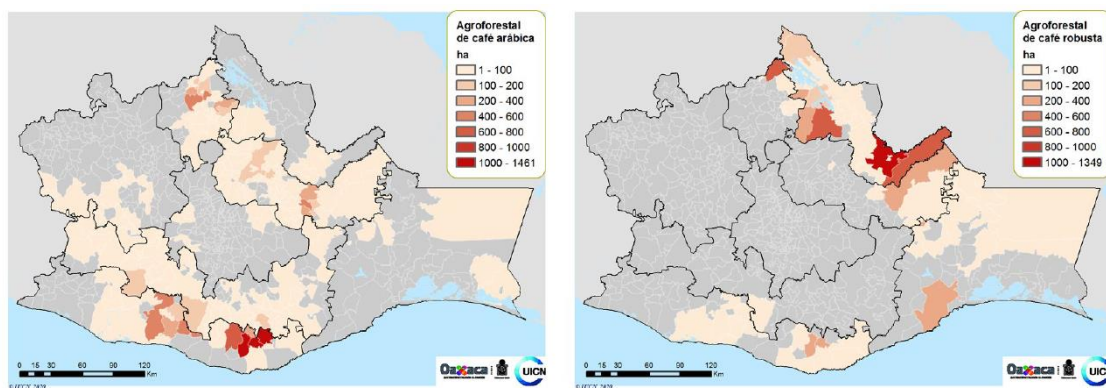 Agroforestal
de café arábica
ha
1 - 100
100 - 200
200 - 400
400 - 600
600 - 800
800 - 1000
1000 - 1461
0 15 30 60 90 120
Km
Oaxaca
UICN
Agroforestal
de café robusta
ha
1 - 100
100 - 200
200 - 400
400 - 600
600 - 800
800 - 1000
1000 - 1349
0 15 30 60 90 120
Km
Oaxaca
UICN